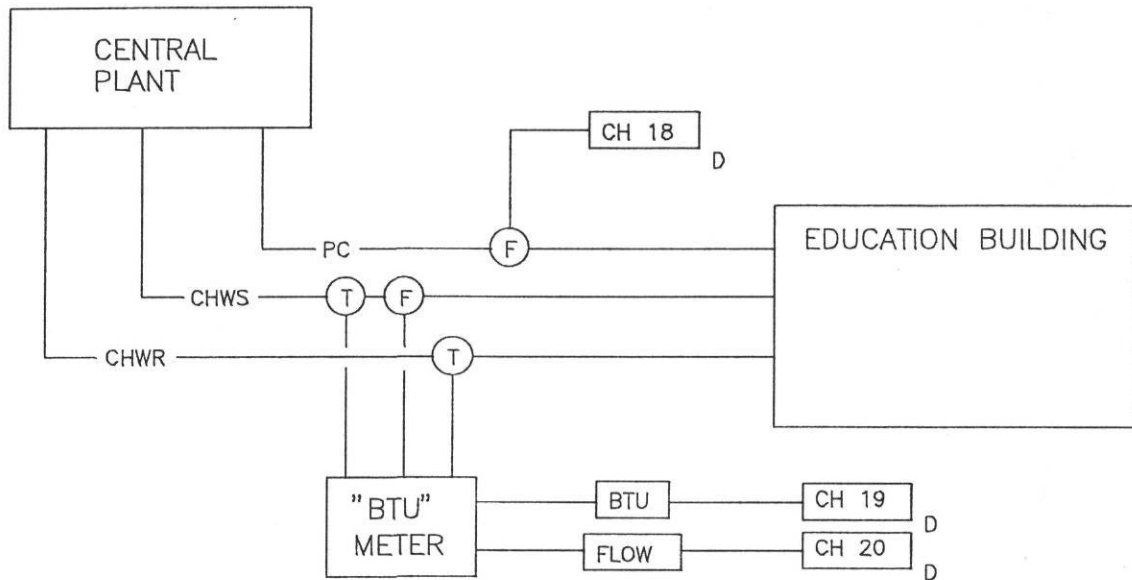 CENTRAL
PLANT
CH 18
D
PC
F
EDUCATION BUILDING
CHWS
T
F
CHWR
T
"BTU"
METER
BTU
CH 19
D
FLOW
CH 20
D